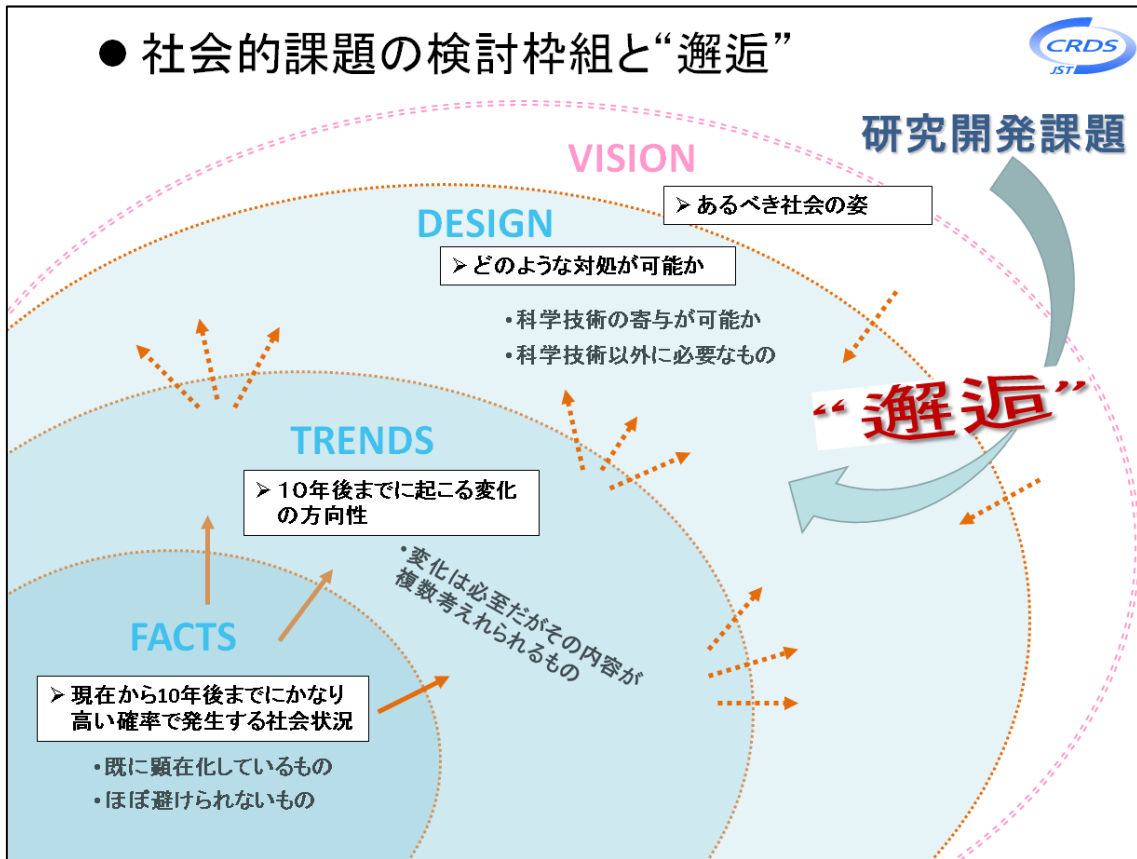 ● 社会的課題の検討枠組と“邂逅”
CRDS
JST
研究開発課題
VISION
➢ あるべき社会の姿
DESIGN
➢ どのような対処が可能か
・科学技術の寄与が可能か
・科学技術以外に必要なもの
“邂逅”
TRENDS
➢ 10年後までに起こる変化
の方向性
・変化は必至だがその内容が
複数考えれられるもの
FACTS
➢ 現在から10年後までにかなり
高い確率で発生する社会状況
・既に顕在化しているもの
・ほぼ避けられないもの